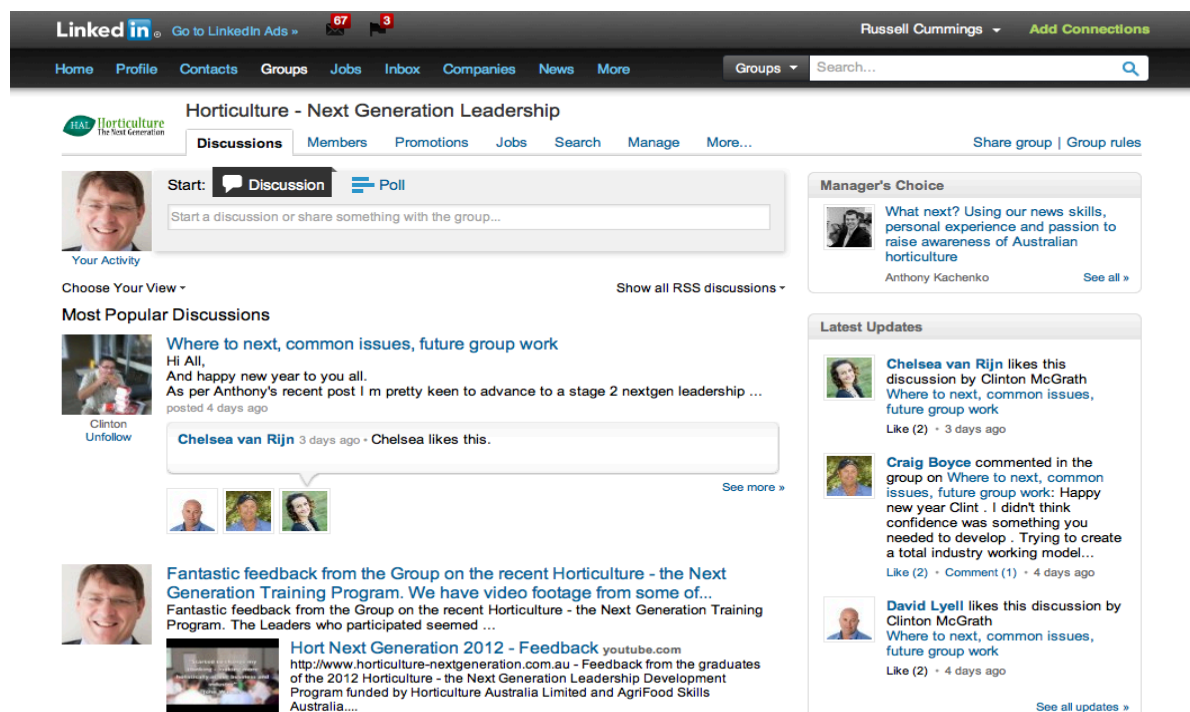 Linked in ® Go to LinkedIn Ads » 67 3 Russell Cummings Add Connections
Home Profile Contacts Groups Jobs Inbox Companies News More Groups Search...
HAL Horticulture
The Next Generation
Horticulture - Next Generation Leadership
Discussions Members Promotions Jobs Search Manage More... Share group | Group rules
Start: Discussion Poll
Start a discussion or share something with the group...
Your Activity
Choose Your View Show all RSS discussions
Most Popular Discussions
Where to next, common issues, future group work
Hi All,
And happy new year to you all.
As per Anthony's recent post I m pretty keen to advance to a stage 2 nextgen leadership ...
posted 4 days ago
Clinton
Unfollow
Chelsea van Rijn 3 days ago • Chelsea likes this.
See more »
Fantastic feedback from the Group on the recent Horticulture - the Next
Generation Training Program. We have video footage from some of...
Fantastic feedback from the Group on the recent Horticulture - the Next Generation Training
Program. The Leaders who participated seemed ...
Hort Next Generation 2012 - Feedback youtube.com
http://www.horticulture-nextgeneration.com.au - Feedback from the graduates
of the 2012 Horticulture - the Next Generation Leadership Development
Program funded by Horticulture Australia Limited and AgriFood Skills
Australia....
Manager's Choice
What next? Using our news skills,
personal experience and passion to
raise awareness of Australian
horticulture
Anthony Kachenko See all »
Latest Updates
Chelsea van Rijn likes this
discussion by Clinton McGrath
Where to next, common issues,
future group work
Like (2) • 3 days ago
Craig Boyce commented in the
group on Where to next, common
issues, future group work: Happy
new year Clint . I didn't think
confidence was something you
needed to develop . Trying to create
a total industry working model...
Like (2) • Comment (1) • 4 days ago
David Lyell likes this discussion by
Clinton McGrath
Where to next, common issues,
future group work
Like (2) • 4 days ago
See all updates »